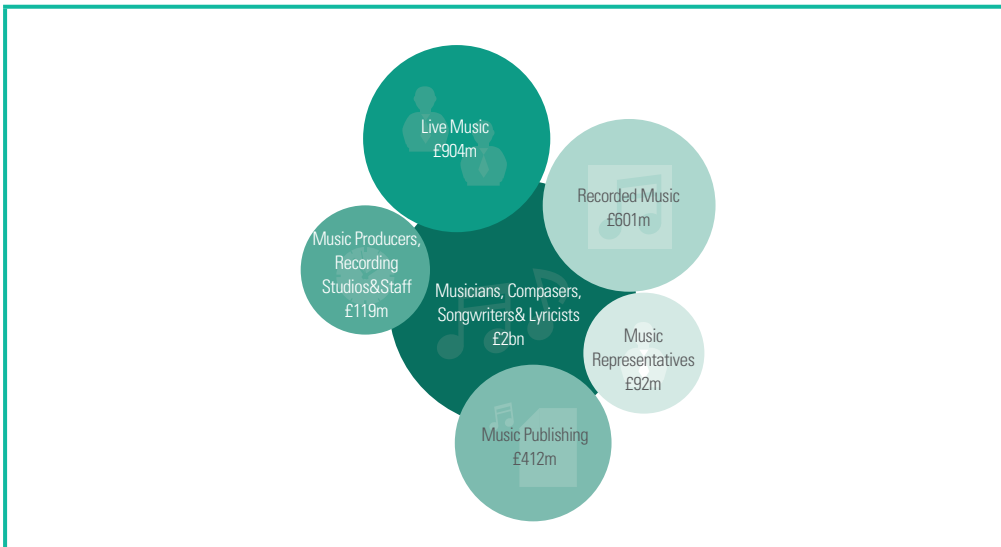 Live Music
£904m
Recorded Music
£601m
Music Producers,
Recording
Studios&Staff
£119m
Musicians, Compasers,
Songwriters& Lyricists
£2bn
Music
Representatives
£92m
Music Publishing
£412m